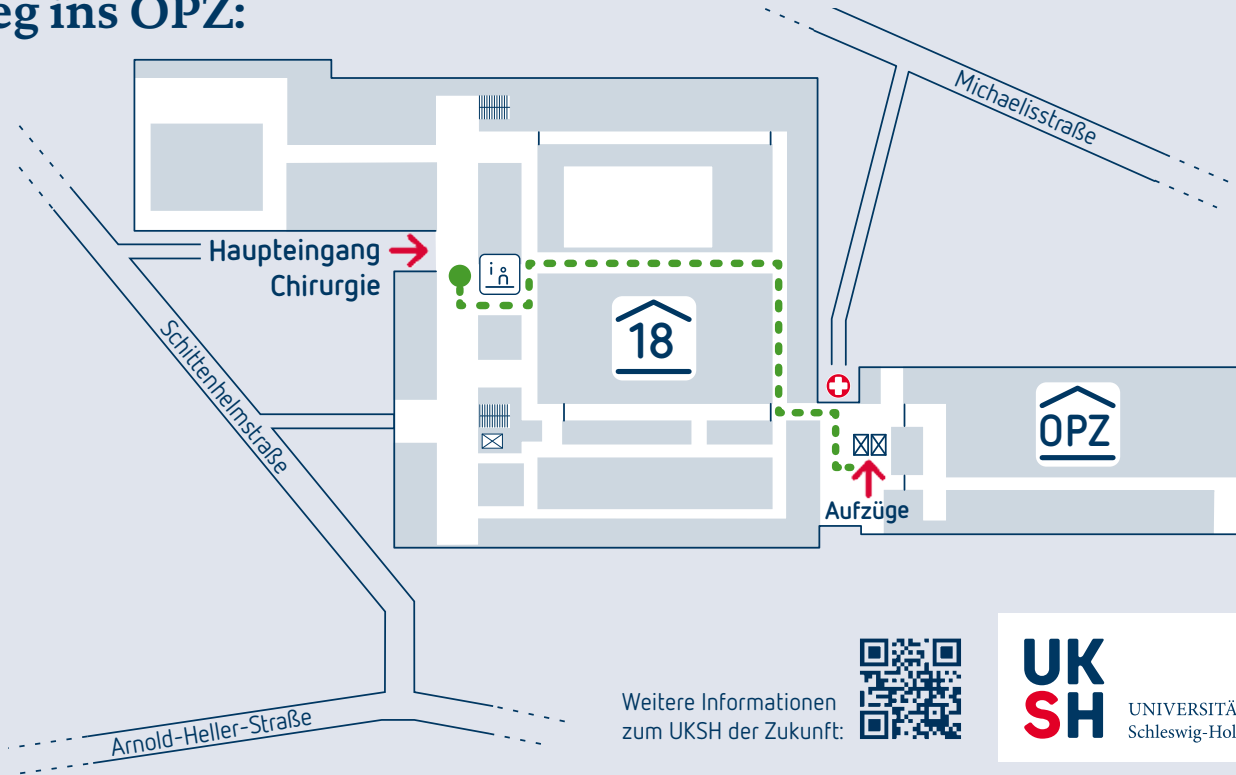 eg ins OPZ:
Michaelisstraße
Haupteingang
Chirurgie
i
18
Schittenhelmstraße
OPZ
Aufzüge
Arnold-Heller-Straße
Weitere Informationen
zum UKSH der Zukunft:
UK
SH
UNIVERSITÄ
Schleswig-Hol